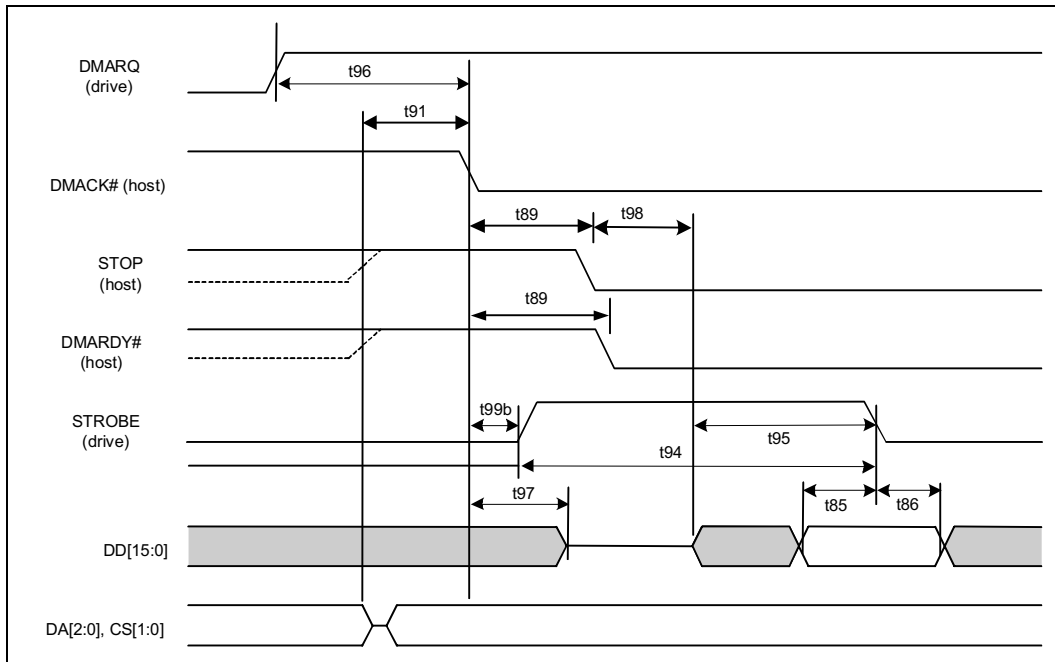 DMARQ
(drive)
t96
t91
DMACK# (host)
t89
t98
STOP
(host)
t89
DMARDY#
(host)
t99b
STROBE
(drive)
t95
t94
t97
t85
t86
DD[15:0]
DA[2:0], CS[1:0]